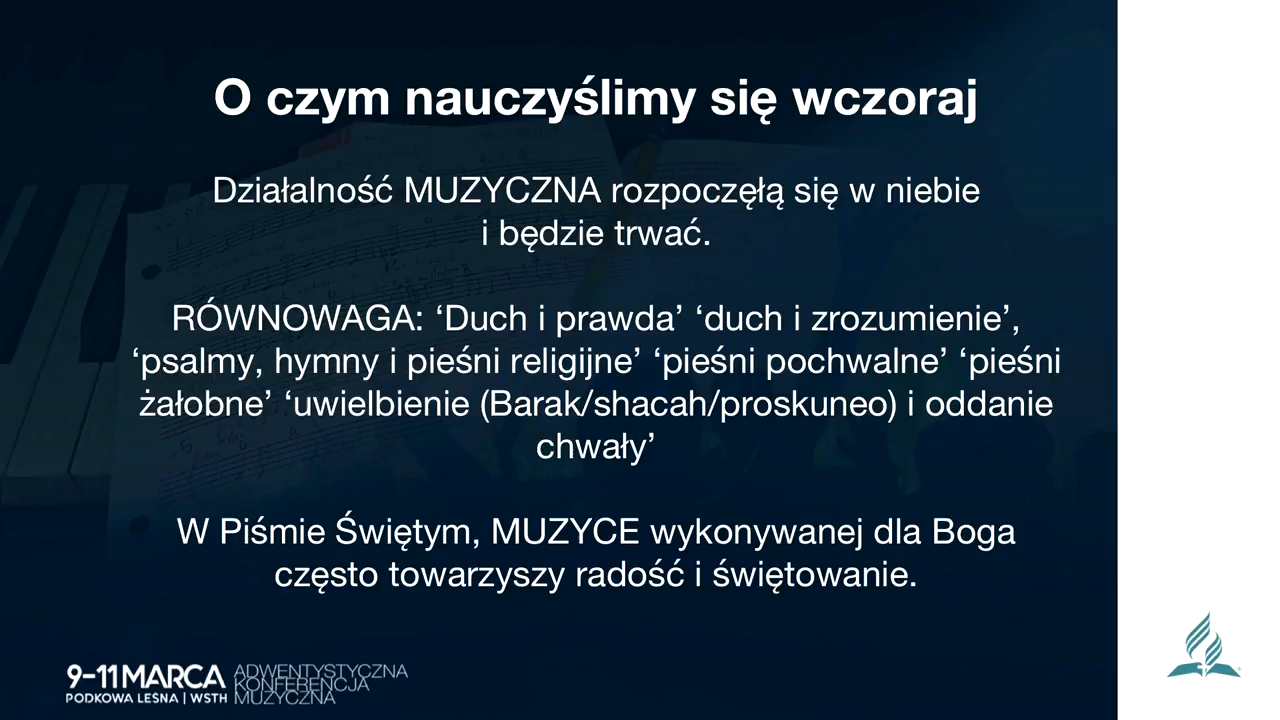 O czym nauczyślimy się wczoraj
Działalność MUZYCZNA rozpoczęłą się w niebie
i będzie trwać.
RÓWNOWAGA: ‘Duch i prawda’ ‘duch i zrozumienie’,
‘psalmy, hymny i pieśni religijne’ ‘pieśni pochwalne’ ‘pieśni
żałobne’ ‘uwielbienie (Barak/shacah/proskuneo) i oddanie
chwały’
W Piśmie Świętym, MUZYCE wykonywanej dla Boga
często towarzyszy radość i świętowanie.
9-11 MARCA
PODKOWA LEŚNA | WSTH
ADWENTYSTYCZNA
KONFERENCJA
MUZYCZNA